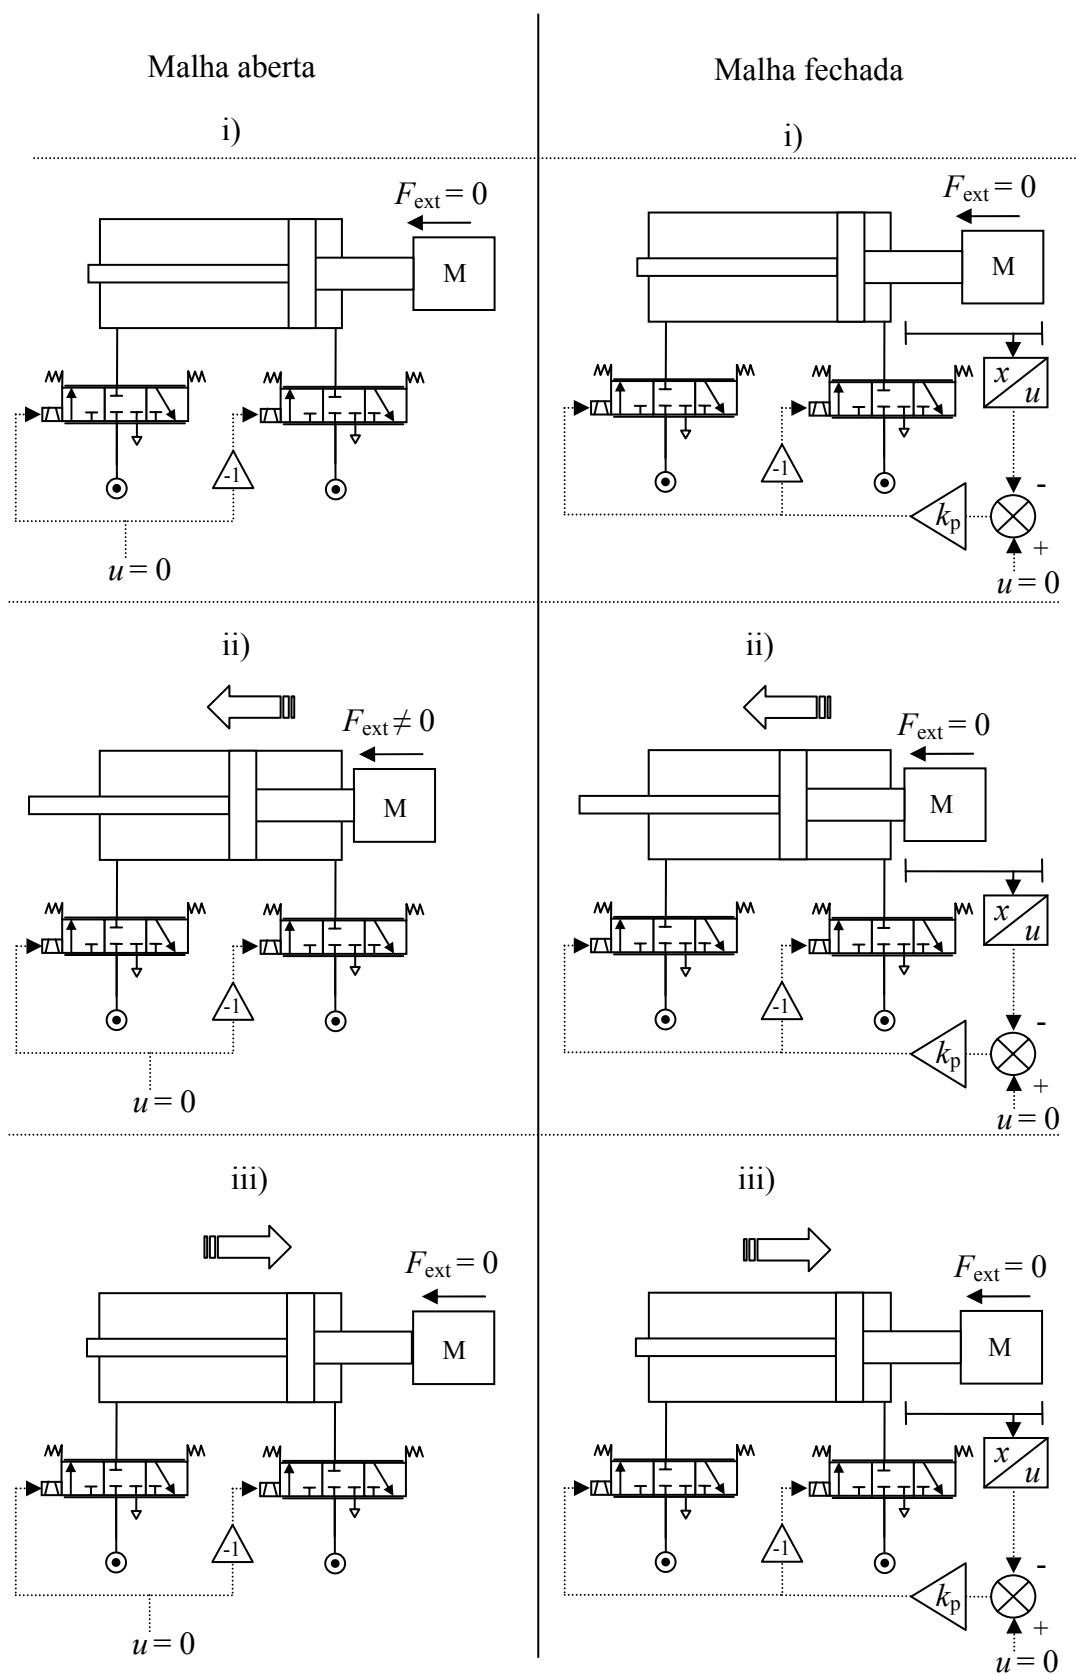 Malha aberta
i)
F_ext = 0
M
-1
u = 0
ii)
F_ext ≠ 0
M
-1
u = 0
iii)
F_ext = 0
M
-1
u = 0
Malha fechada
i)
F_ext = 0
M
x
u
-
-1
k_p
+
u = 0
ii)
F_ext = 0
M
x
u
-
-1
k_p
+
u = 0
iii)
F_ext = 0
M
x
u
-
-1
k_p
+
u = 0